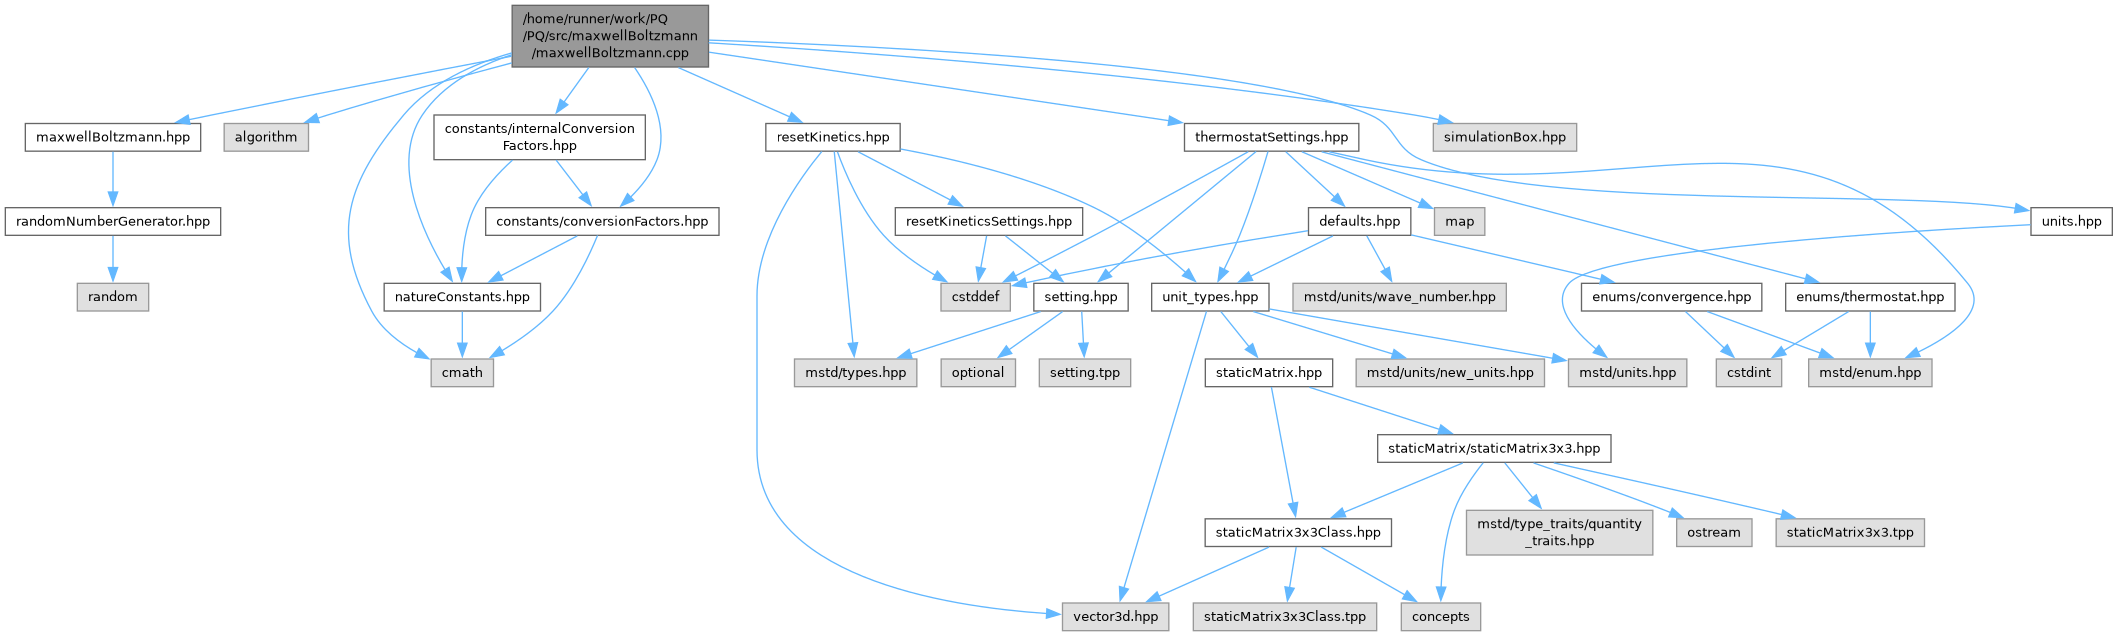 /home/runner/work/PQ
/PQ/src/maxwellBoltzmann
/maxwellBoltzmann.cpp
maxwellBoltzmann.hpp
algorithm
constants/internalConversion
Factors.hpp
resetKinetics.hpp
thermostatSettings.hpp
simulationBox.hpp
randomNumberGenerator.hpp
constants/conversionFactors.hpp
resetKineticsSettings.hpp
defaults.hpp
map
units.hpp
random
natureConstants.hpp
cstddef
setting.hpp
unit_types.hpp
mstd/units/wave_number.hpp
enums/convergence.hpp
enums/thermostat.hpp
cmath
mstd/types.hpp
optional
setting.tpp
staticMatrix.hpp
mstd/units/new_units.hpp
mstd/units.hpp
cstdint
mstd/enum.hpp
staticMatrix/staticMatrix3x3.hpp
staticMatrix3x3Class.hpp
mstd/type_traits/quantity
_traits.hpp
ostream
staticMatrix3x3.tpp
vector3d.hpp
staticMatrix3x3Class.tpp
concepts